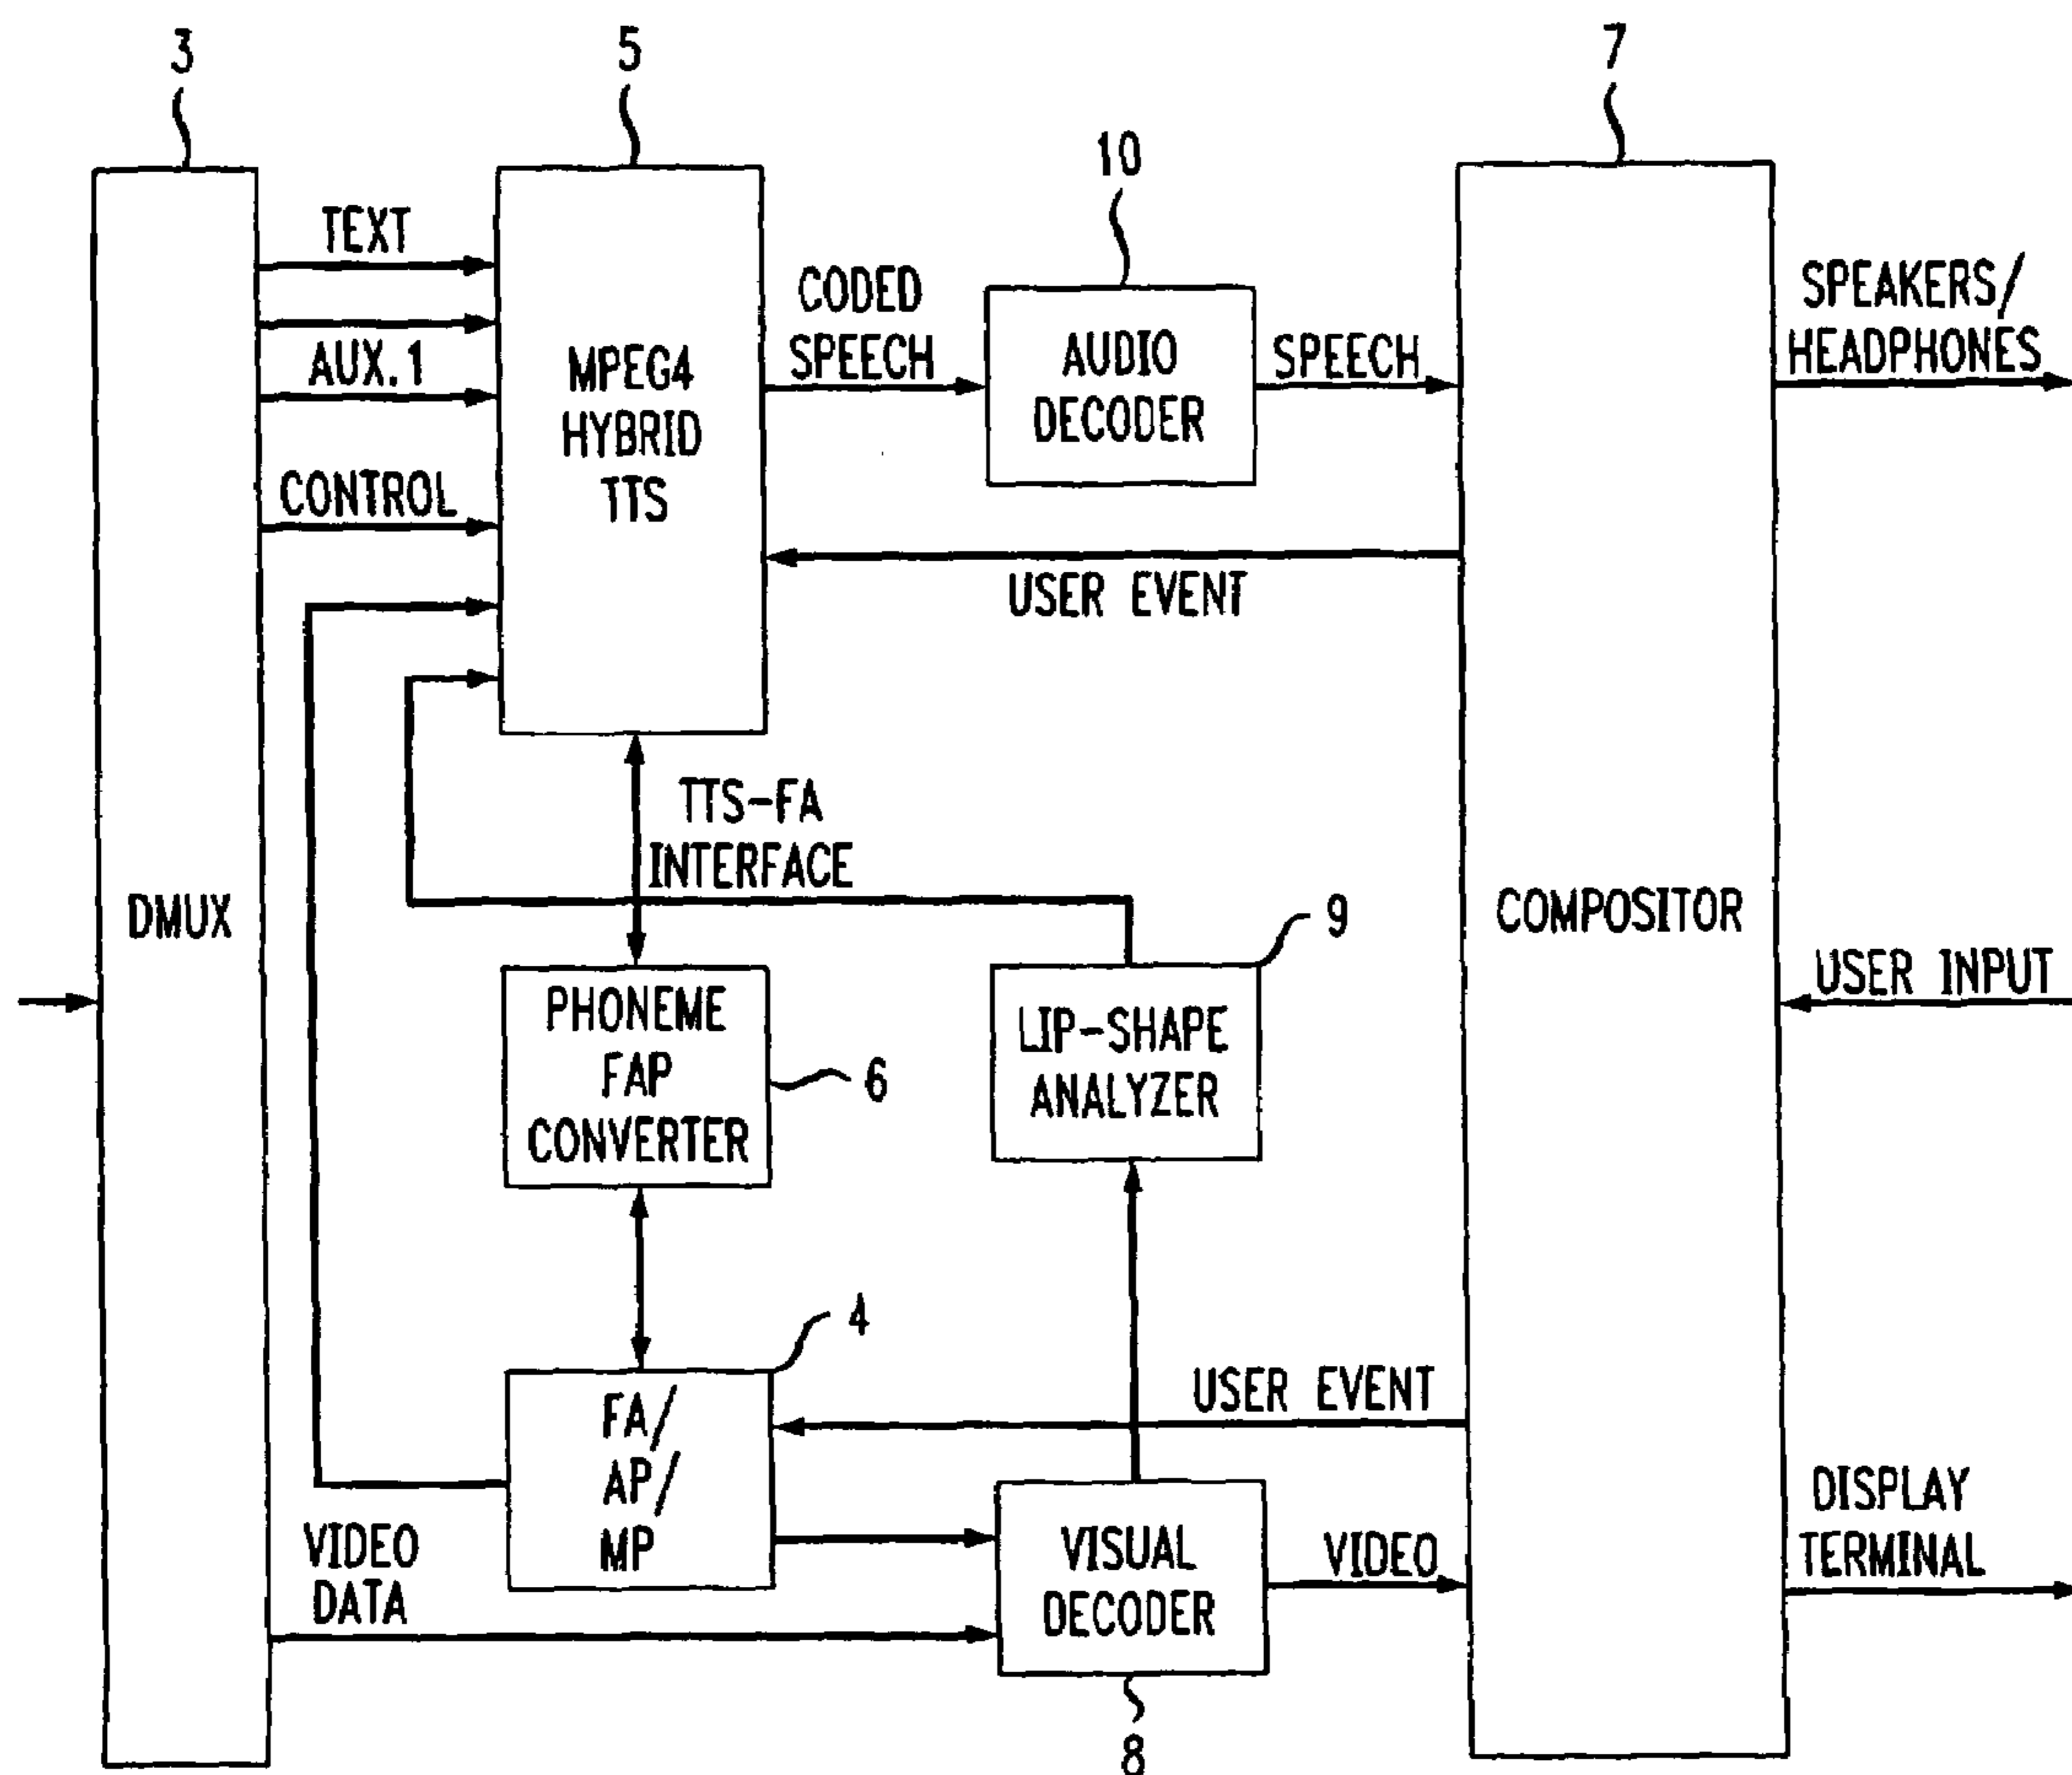 3
5
7
10
TEXT
AUX.1
CONTROL
MPEG4
HYBRID
TTS
CODED
SPEECH
AUDIO
DECODER
SPEECH
SPEAKERS/
HEADPHONES
USER EVENT
TTS-FA
INTERFACE
DMUX
COMPOSITOR
9
USER INPUT
PHONEME
FAP
CONVERTER
6
LIP-SHAPE
ANALYZER
4
FA/
AP/
MP
USER EVENT
VIDEO
DATA
VISUAL
DECODER
VIDEO
DISPLAY
TERMINAL
8